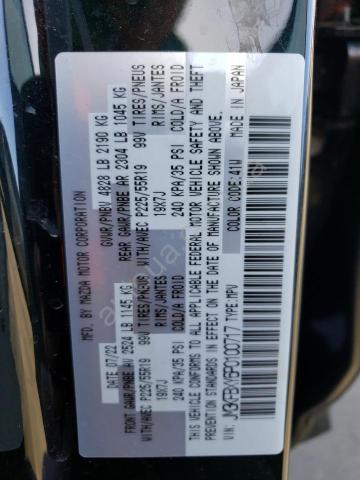 MFD. BY MAZDA MOTOR CORPORATION
DATE: 07/22 GVWR/PNBV 4828 LB 2190 KG
FRONT GAWR/PNBE AV 2524 LB 1145 KG REAR GAWR/PNBE AR 2304 LB 1045 KG
WITH/AVEC P225/55R19 99V TIRES/PNEUS WITH/AVEC P225/55R19 99V TIRES/PNEUS
19X7J RIMS/JANTES 19X7J RIMS/JANTES
240 KPA/35 PSI COLD/A FROID 240 KPA/35 PSI COLD/A FROID
THIS VEHICLE CONFORMS TO ALL APPLICABLE FEDERAL MOTOR VEHICLE SAFETY AND THEFT
PREVENTION STANDARDS IN EFFECT ON THE DATE OF MANUFACTURE SHOWN ABOVE.
TYPE: MPV COLOR CODE: 41W MADE IN JAPAN